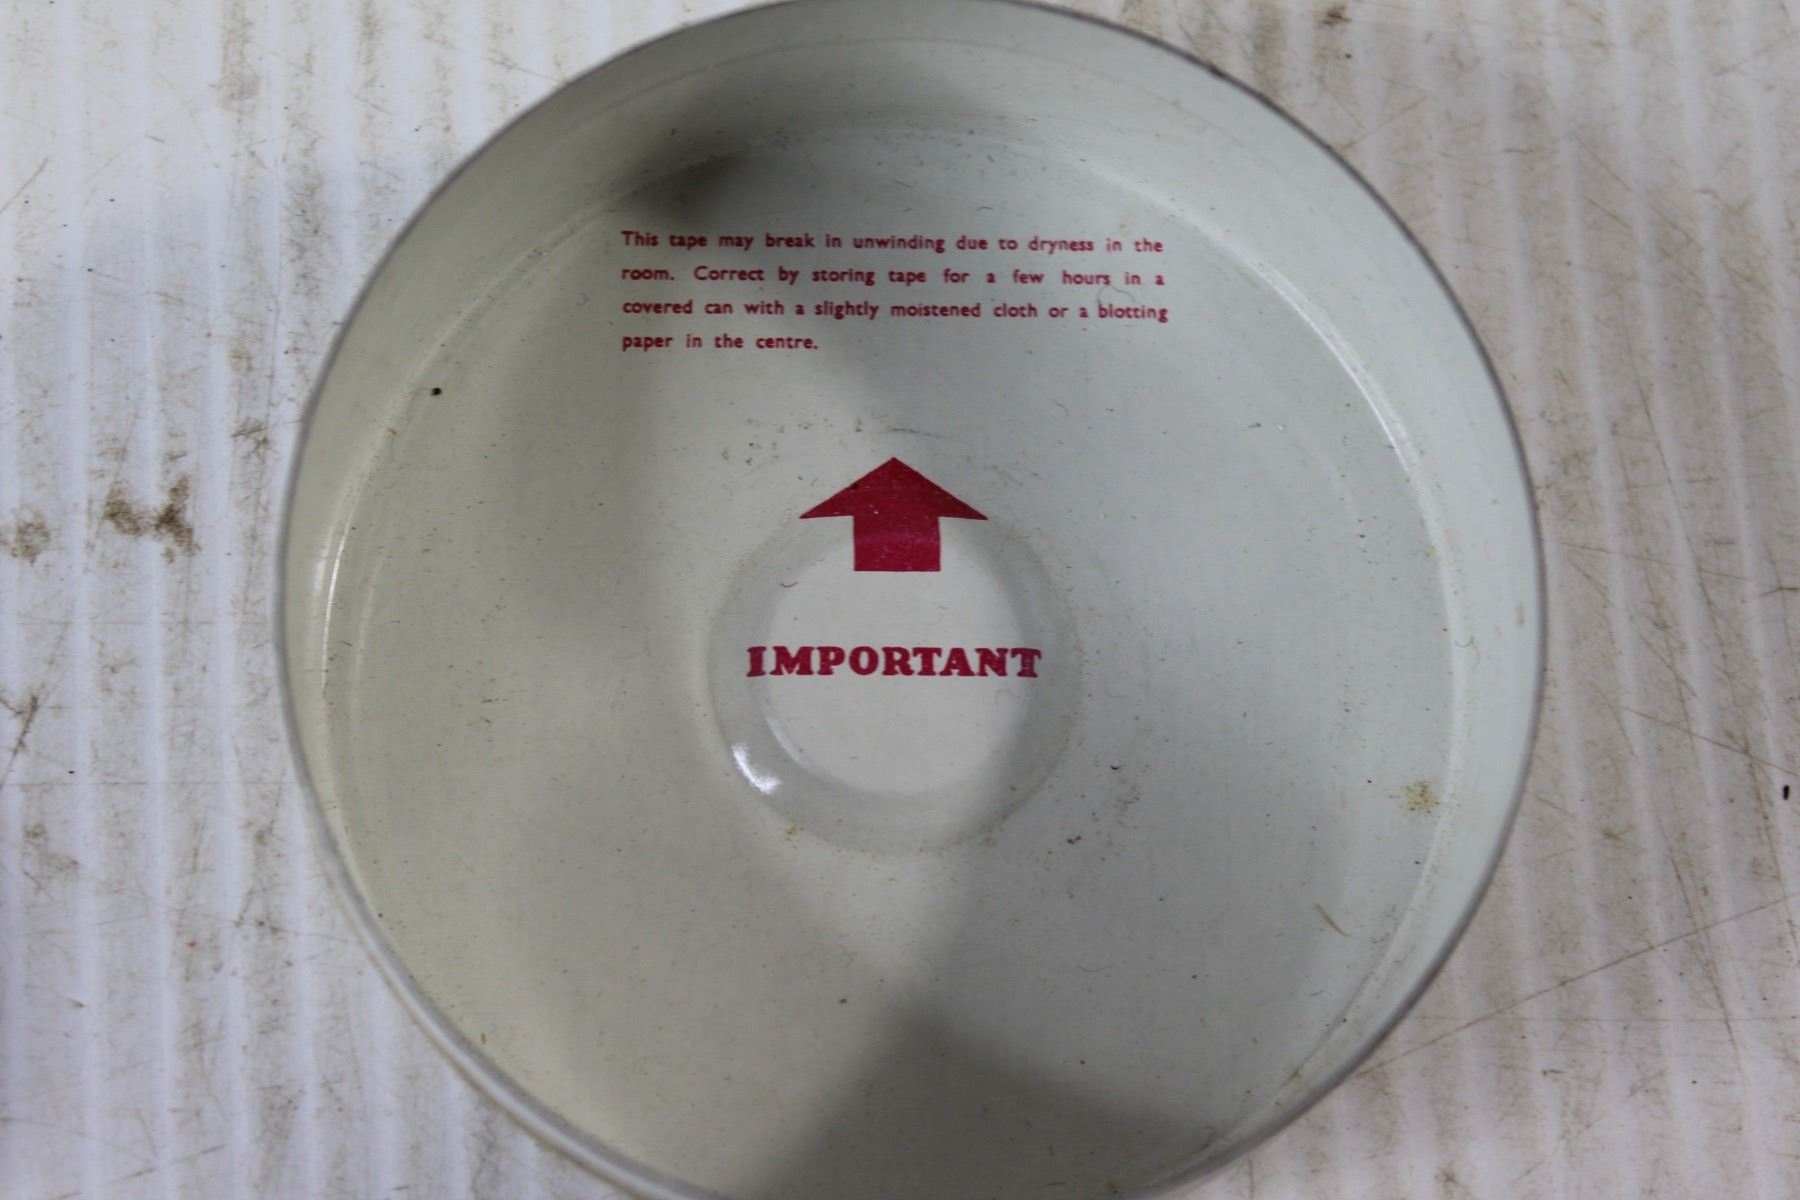 This tape may break in unwinding due to dryness in the
room. Correct by storing tape for a few hours in a
covered can with a slightly moistened cloth or a blotting
paper in the centre.
IMPORTANT